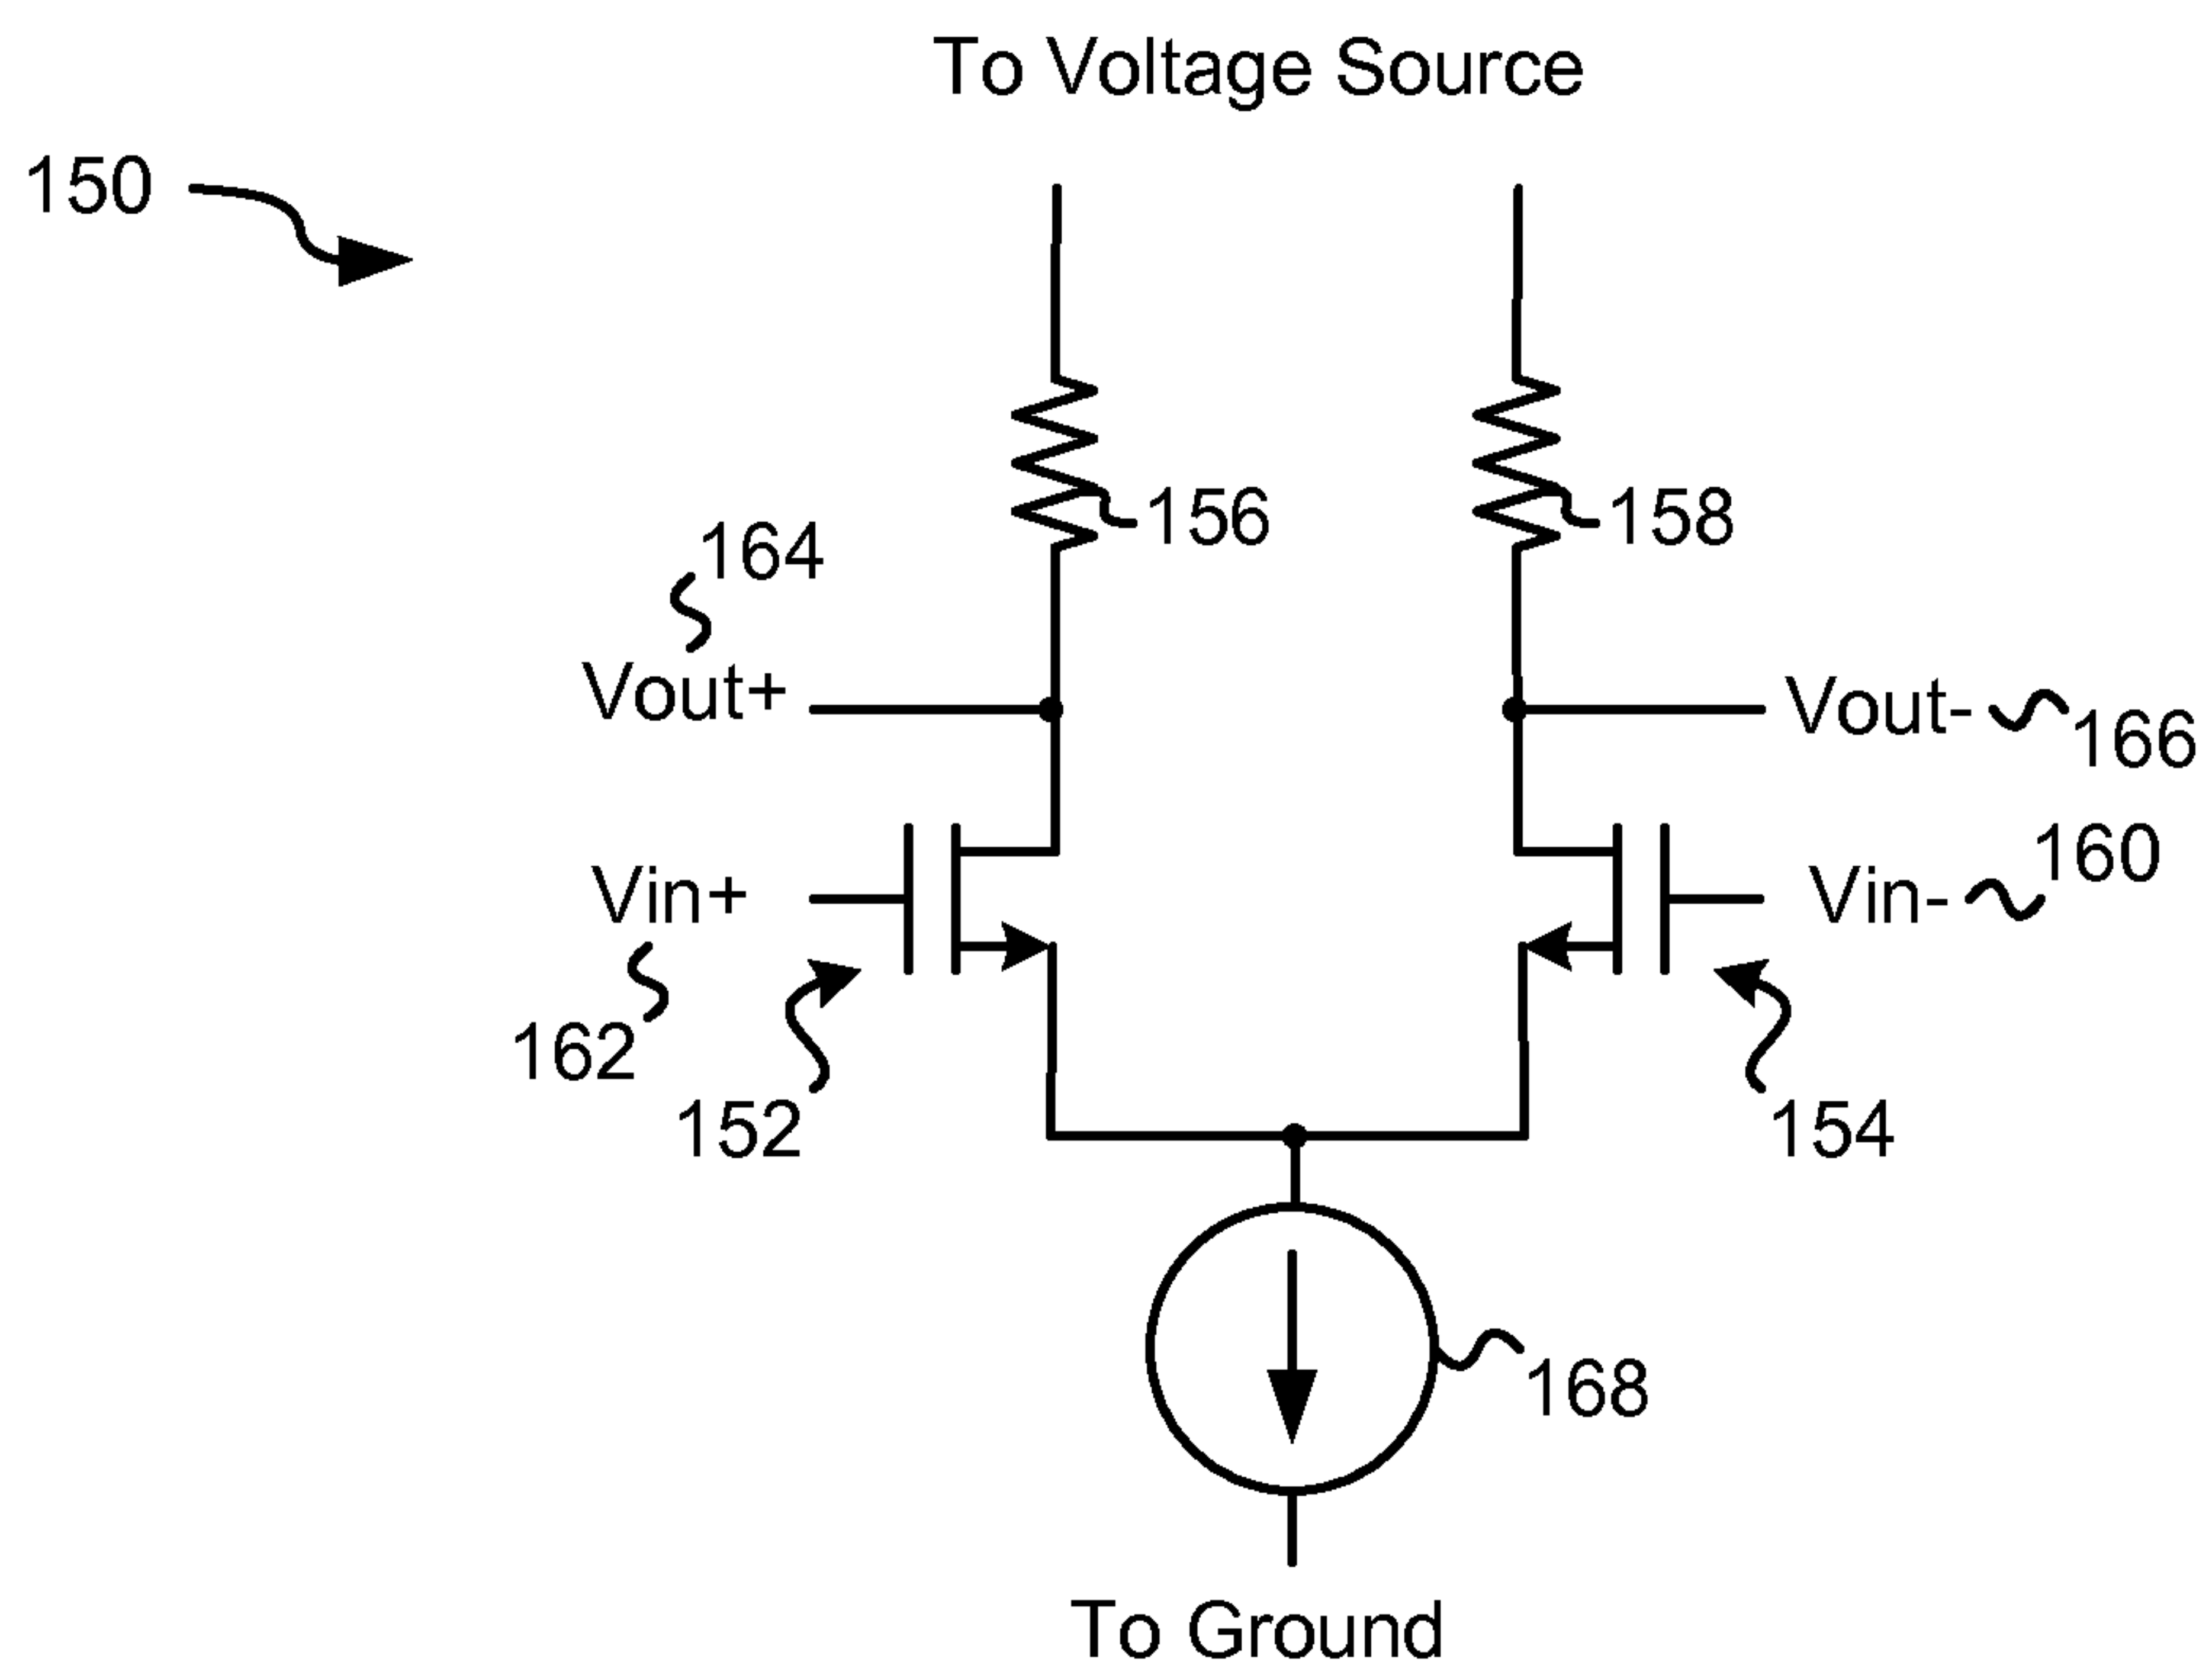 To Voltage Source
150
156
158
164
Vout+
Vout-
166
160
Vin+
Vin-
162
152
154
168
To Ground